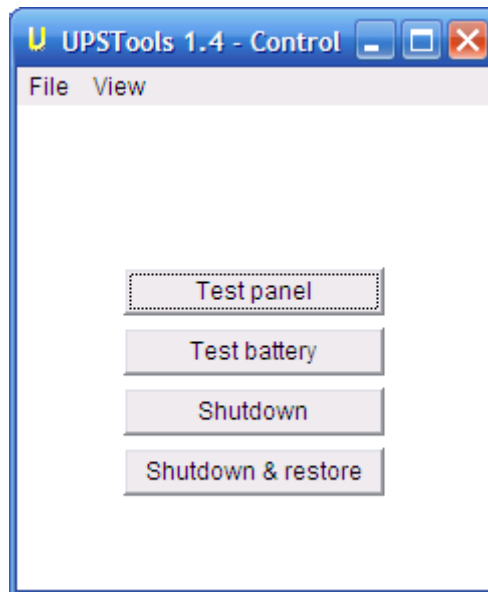 U UPSTools 1.4 - Control
File View
Test panel
Test battery
Shutdown
Shutdown & restore